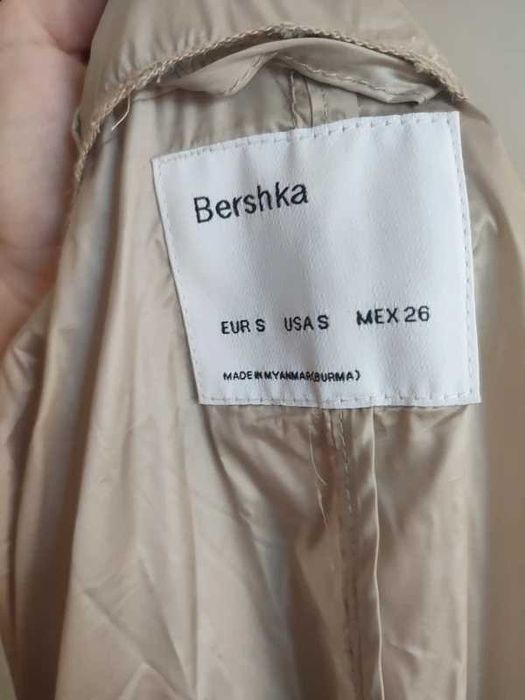 Bershka
EUR S USA S MEX 26
MADE IN MYANMAR(BURMA)